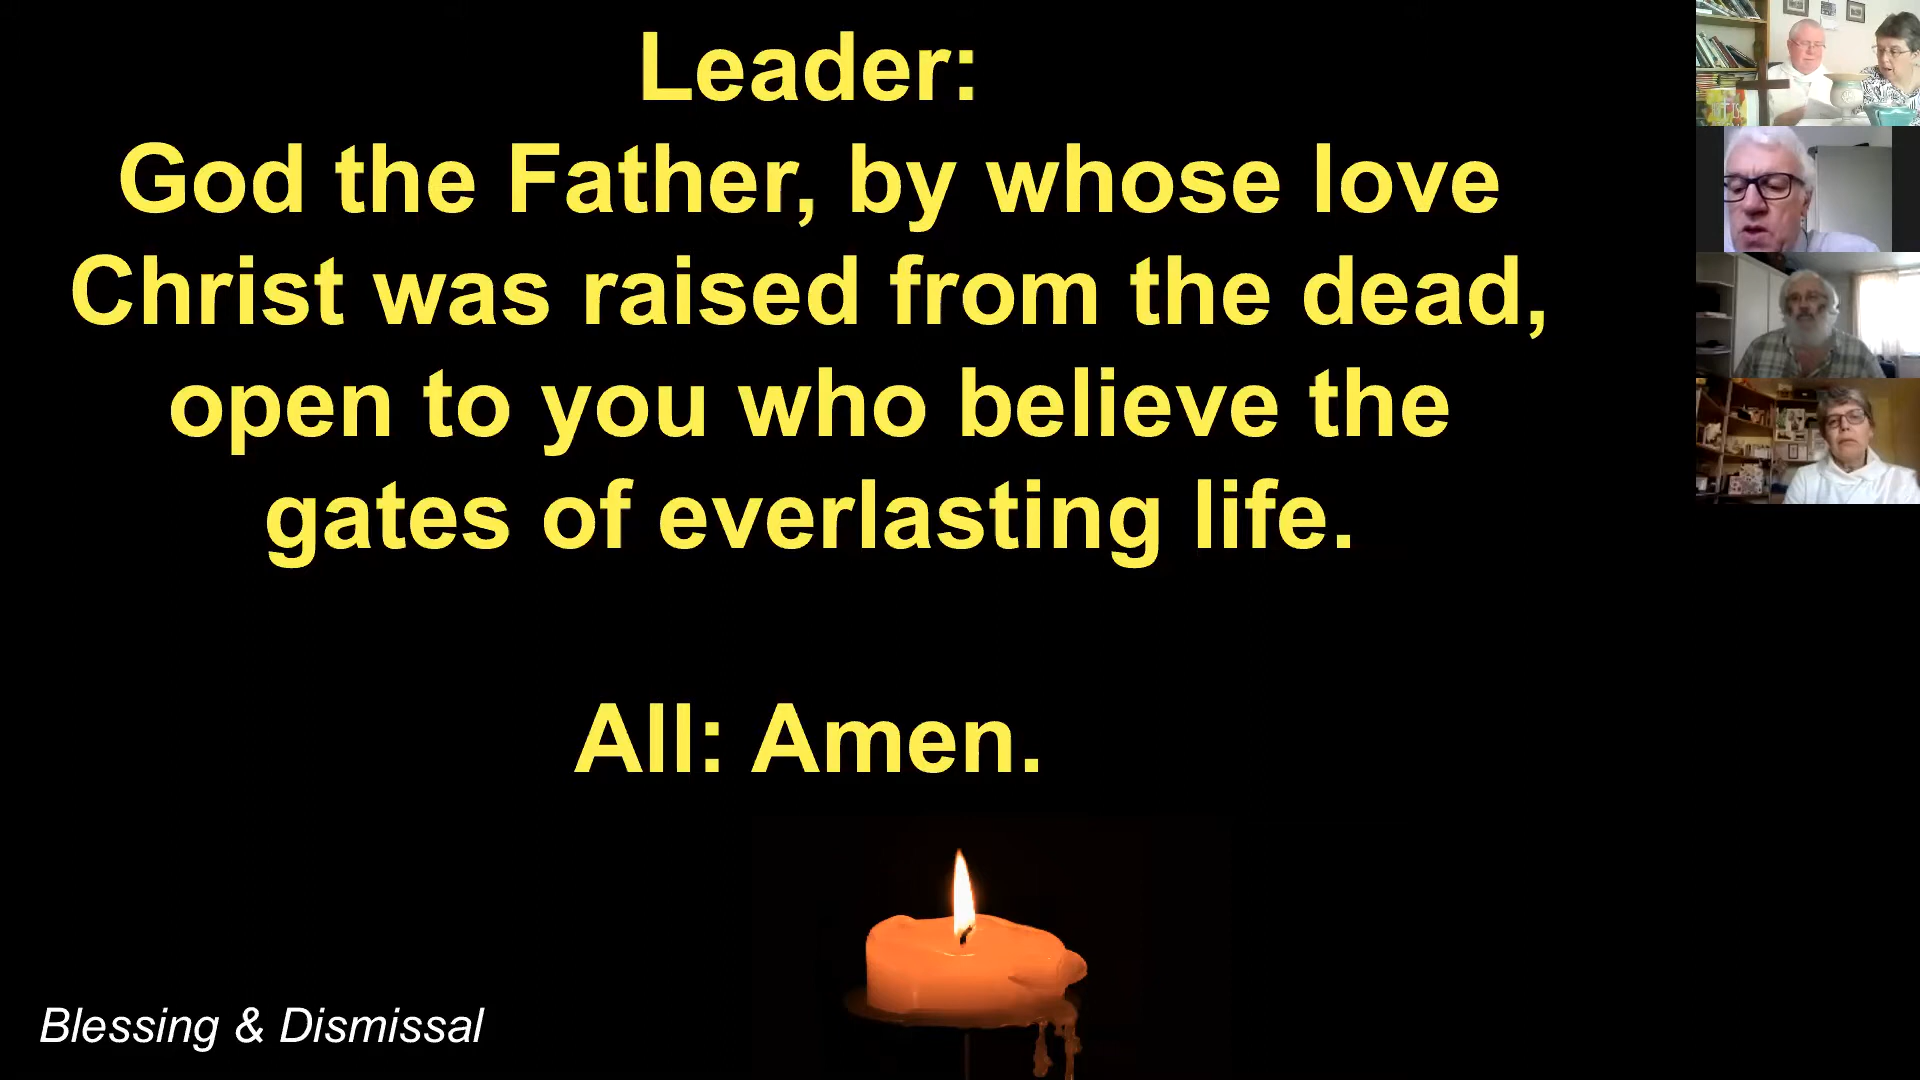 Leader:
God the Father, by whose love
Christ was raised from the dead,
open to you who believe the
gates of everlasting life.
All: Amen.
Blessing & Dismissal